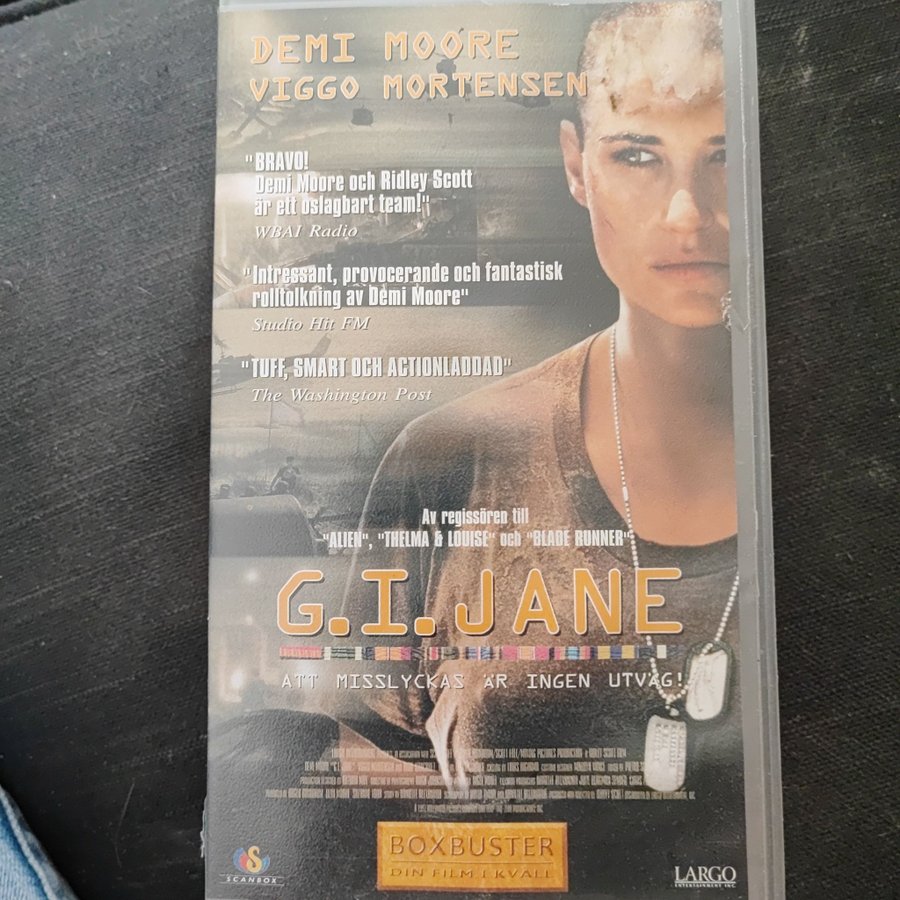 DEMI MOORE
VIGGO MORTENSEN
"BRAVO!
Demi Moore och Ridley Scott
är ett oslagbart team!"
WBAI Radio
"Intressant, provocerande och fantastisk
rolltolkning av Demi Moore"
Studio Hit FM
"TUFF, SMART OCH ACTIONLADDAD"
The Washington Post
Av regissören till
"ALIEN", "THELMA & LOUISE" och "BLADE RUNNER"
G.I. JANE
ATT MISSLYCKAS ÄR INGEN UTVÄG!
BOXBUSTER
DIN FILM I KVÄLL
SCANBOX
LARGO
ENTERTAINMENT INC